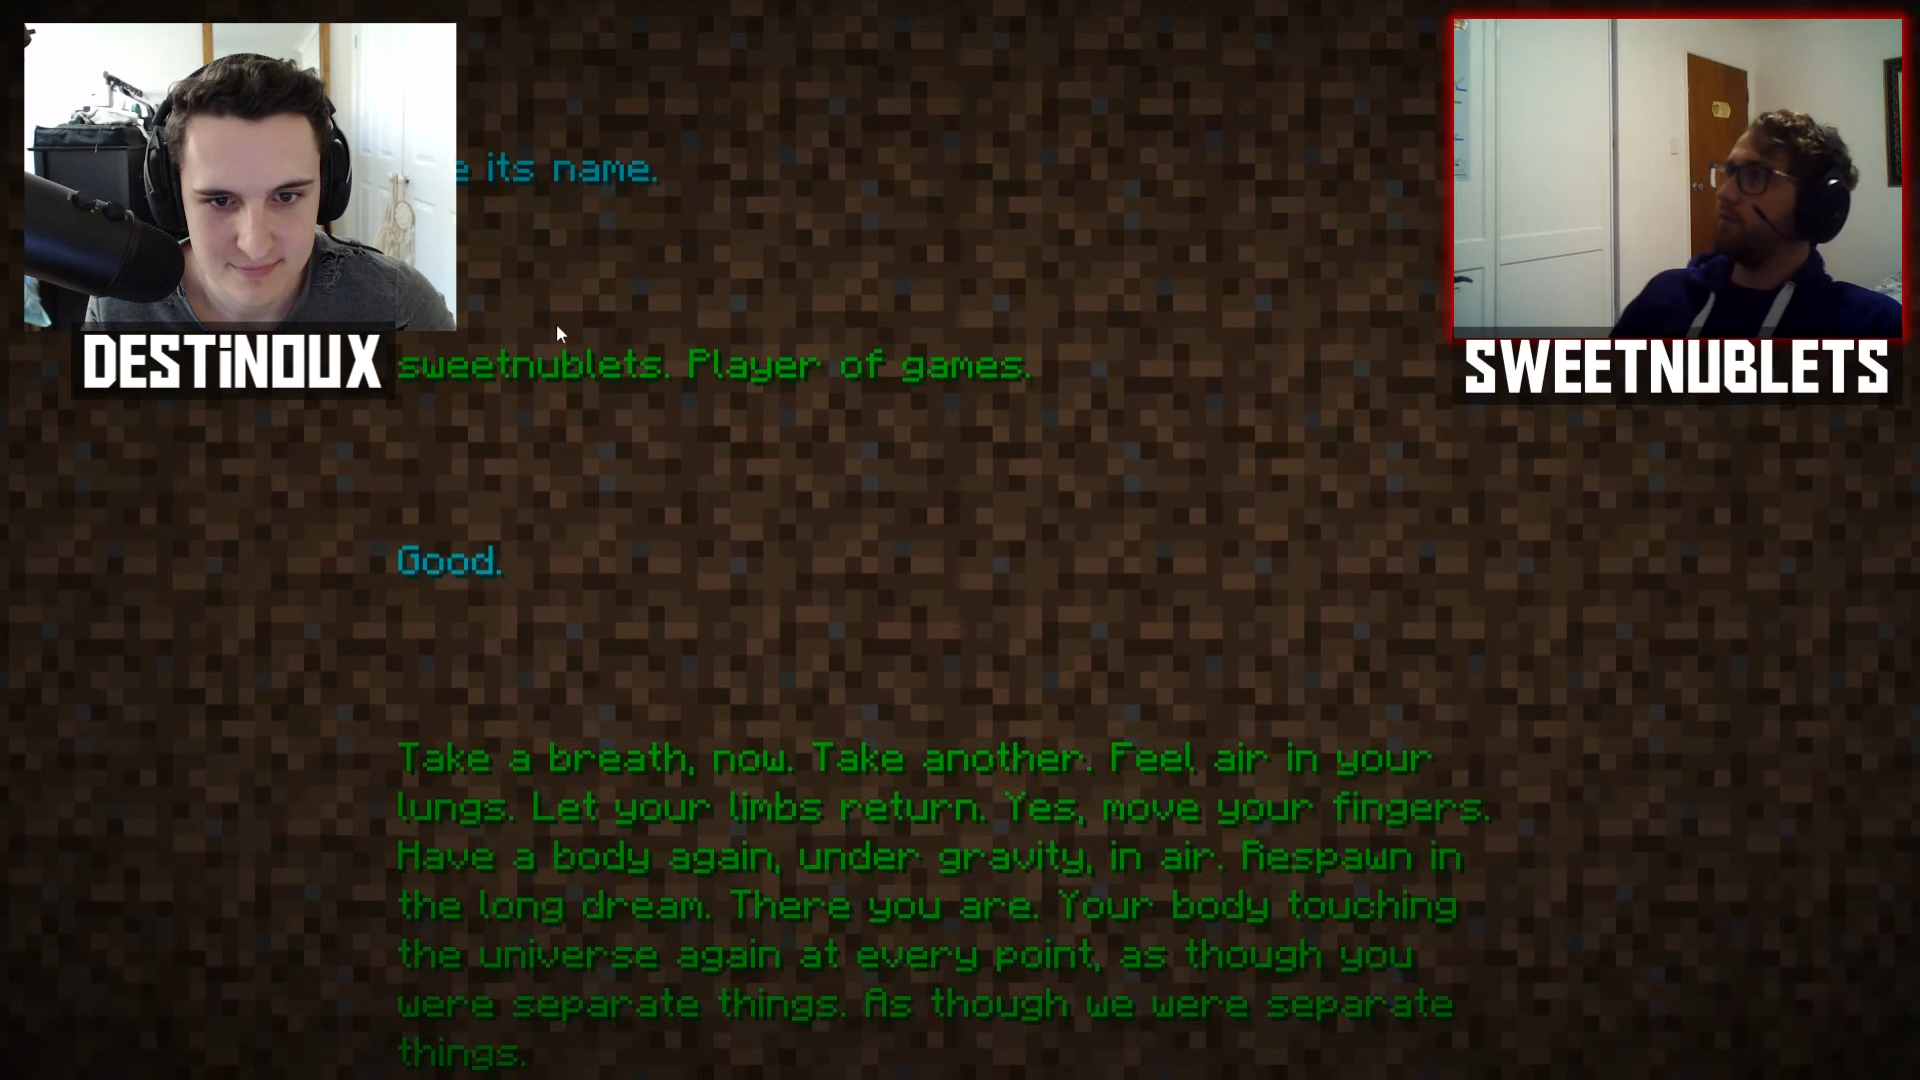 e its name.
DESTiNOUX
sweetnublets. Player of games.
SWEETNUBLETS
Good.
Take a breath, now. Take another. Feel air in your
lungs. Let your limbs return. Yes, move your fingers.
Have a body again, under gravity, in air. Respawn in
the long dream. There you are. Your body touching
the universe again at every point, as though you
were separate things. As though we were separate
things.